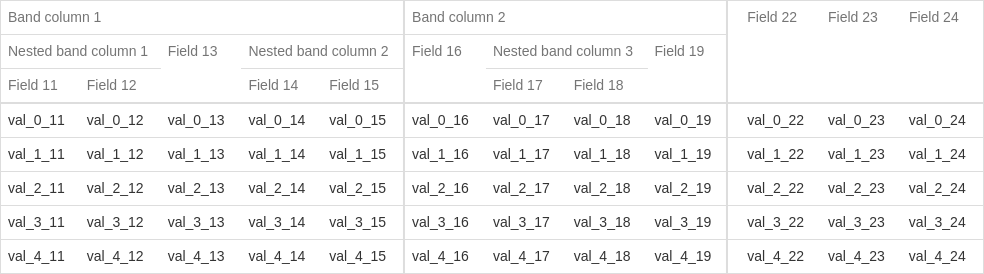 Band column 1 Band column 2 Field 22 Field 23 Field 24
Nested band column 1 Field 13 Nested band column 2 Field 16 Nested band column 3 Field 19
Field 11 Field 12 Field 14 Field 15 Field 17 Field 18
val_0_11 val_0_12 val_0_13 val_0_14 val_0_15 val_0_16 val_0_17 val_0_18 val_0_19 val_0_22 val_0_23 val_0_24
val_1_11 val_1_12 val_1_13 val_1_14 val_1_15 val_1_16 val_1_17 val_1_18 val_1_19 val_1_22 val_1_23 val_1_24
val_2_11 val_2_12 val_2_13 val_2_14 val_2_15 val_2_16 val_2_17 val_2_18 val_2_19 val_2_22 val_2_23 val_2_24
val_3_11 val_3_12 val_3_13 val_3_14 val_3_15 val_3_16 val_3_17 val_3_18 val_3_19 val_3_22 val_3_23 val_3_24
val_4_11 val_4_12 val_4_13 val_4_14 val_4_15 val_4_16 val_4_17 val_4_18 val_4_19 val_4_22 val_4_23 val_4_24